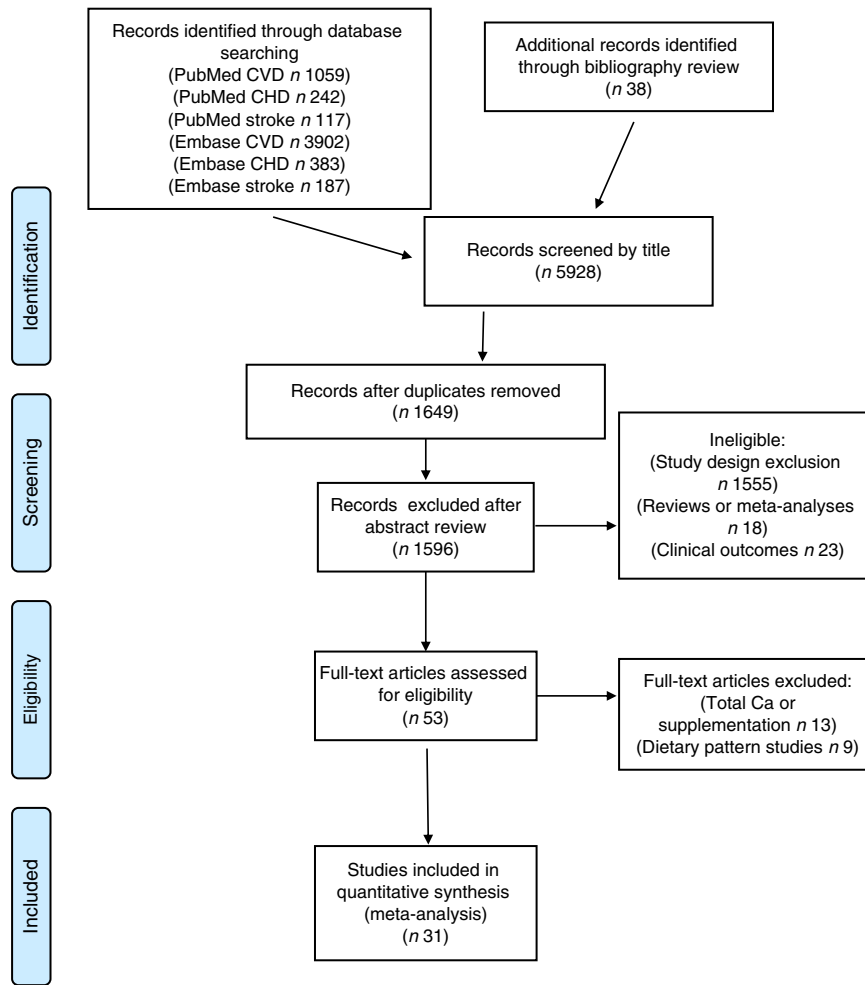 Records identified through database
searching
(PubMed CVD n 1059)
(PubMed CHD n 242)
(PubMed stroke n 117)
(Embase CVD n 3902)
(Embase CHD n 383)
(Embase stroke n 187)
Additional records identified
through bibliography review
(n 38)
Identification
Records screened by title
(n 5928)
Records after duplicates removed
(n 1649)
Screening
Records excluded after
abstract review
(n 1596)
Ineligible:
(Study design exclusion
n 1555)
(Reviews or meta-analyses
n 18)
(Clinical outcomes n 23)
Eligibility
Full-text articles assessed
for eligibility
(n 53)
Full-text articles excluded:
(Total Ca or
supplementation n 13)
(Dietary pattern studies n 9)
Included
Studies included in
quantitative synthesis
(meta-analysis)
(n 31)